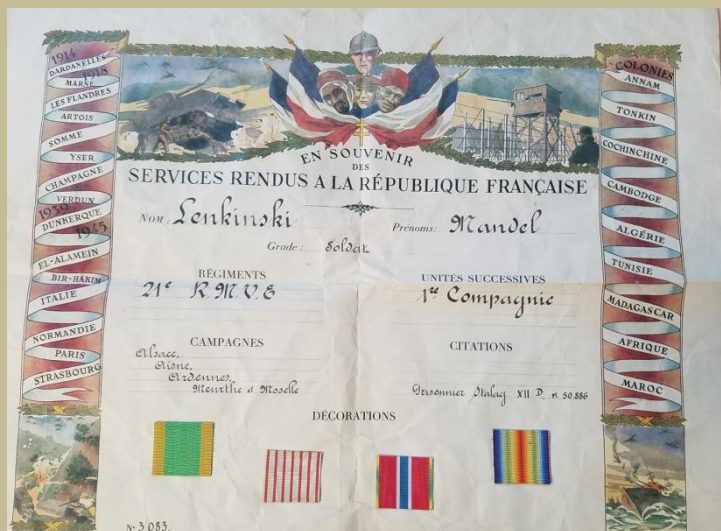 1914
DARDANELLES
1918
MARNE
LES FLANDRES
ARTOIS
SOMME
YSER
CHAMPAGNE
VERDUN
1939
DUNKERQUE
1945
EL-ALAMEIN
BIR-HAKIM
ITALIE
NORMANDIE
PARIS
STRASBOURG
COLONIES
ANNAM
TONKIN
COCHINCHINE
CAMBODGE
ALGÉRIE
TUNISIE
MADAGASCAR
AFRIQUE
MAROC
EN SOUVENIR
DES
SERVICES RENDUS A LA RÉPUBLIQUE FRANÇAISE
NOM : Lenkinski Prénoms: Mandel
Grade : Soldat
RÉGIMENTS
21e R.M.V.E
UNITÉS SUCCESSIVES
1re Compagnie
CAMPAGNES
Alsace,
Aisne,
Ardennes,
Meurthe et Moselle
CITATIONS
Prisonnier Stalag XII D. n. 50.886
DÉCORATIONS
N° 3.083